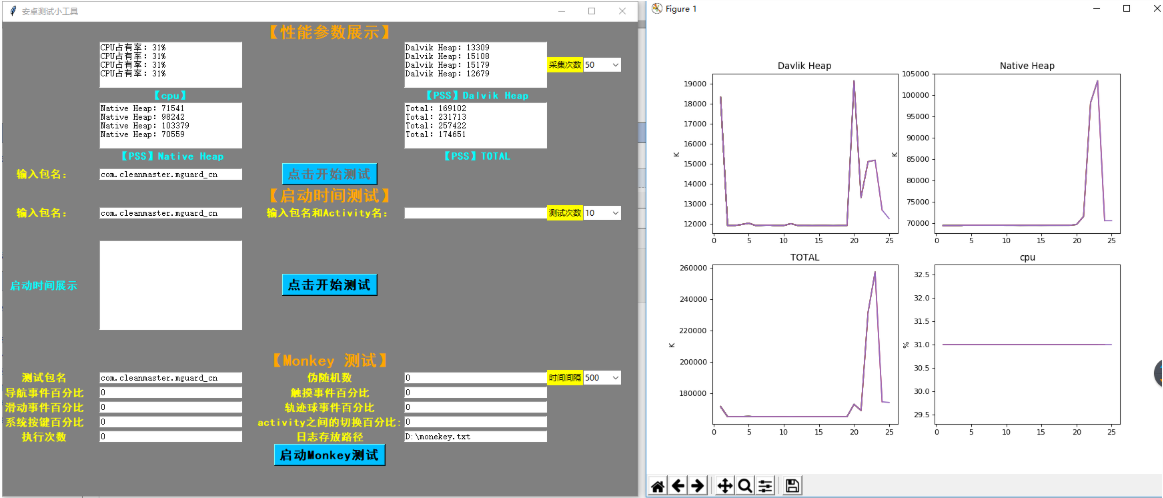 安卓测试小工具
【性能参数展示】
CPU占有率: 31%
CPU占有率: 31%
CPU占有率: 31%
CPU占有率: 31%
Dalvik Heap: 13309
Dalvik Heap: 15108
Dalvik Heap: 15179
Dalvik Heap: 12679
采集次数 50
【cpu】
【PSS】Dalvik Heap
Native Heap: 71541
Native Heap: 98242
Native Heap: 103379
Native Heap: 70559
Total: 169102
Total: 231713
Total: 257422
Total: 174651
【PSS】Native Heap
【PSS】TOTAL
输入包名: com.cleanmaster.mguard_cn
点击开始测试
【启动时间测试】
输入包名: com.cleanmaster.mguard_cn
输入包名和Activity名:
测试次数 10
启动时间展示
点击开始测试
【Monkey 测试】
测试包名 com.cleanmaster.mguard_cn
伪随机数 0
时间间隔 500
导航事件百分比 0
触摸事件百分比 0
滑动事件百分比 0
轨迹球事件百分比 0
系统按键百分比 0
activity之间的切换百分比: 0
执行次数 0
日志存放路径 D:\monekey.txt
启动Monkey测试
Figure 1
Davlik Heap
19000
18000
17000
16000
15000
14000
13000
12000
K
0 5 10 15 20 25
Native Heap
105000
100000
95000
90000
85000
80000
75000
70000
K
0 5 10 15 20 25
TOTAL
260000
240000
220000
200000
180000
K
0 5 10 15 20 25
cpu
32.5
32.0
31.5
31.0
30.5
30.0
29.5
%
0 5 10 15 20 25